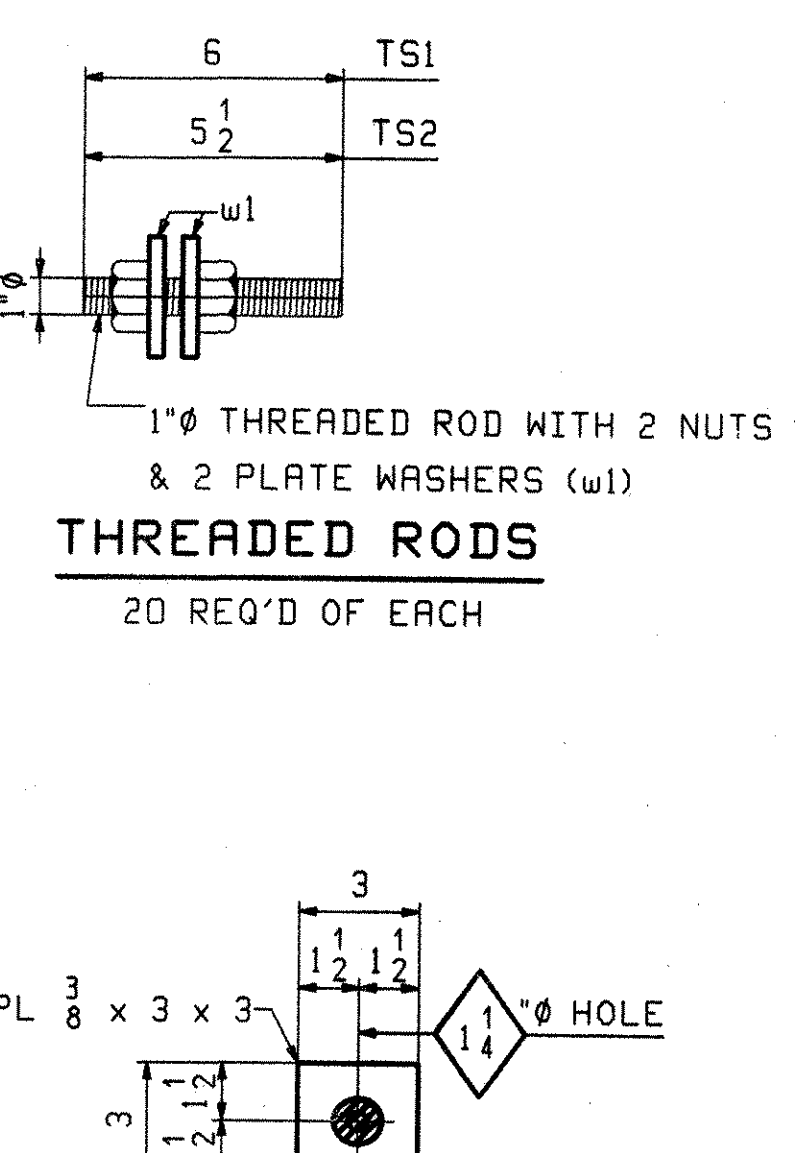 6 TS1
5 1/2 TS2
w1
1"Ø
1"Ø THREADED ROD WITH 2 NUTS
& 2 PLATE WASHERS (w1)
THREADED RODS
20 REQ'D OF EACH
3
1 1/2 1 1/2
PL 3/8 x 3 x 3
1 1/4 "Ø HOLE
3
1 1/2
1/2